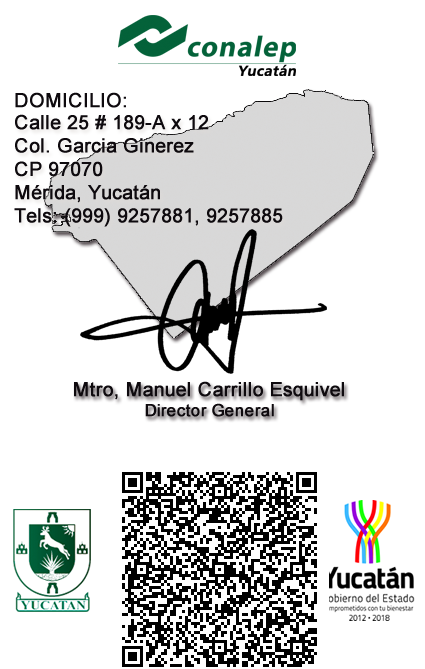 conalep
Yucatán
DOMICILIO:
Calle 25 # 189-A x 12
Col. Garcia Ginerez
CP 97070
Mérida, Yucatán
Tels: (999) 9257881, 9257885
Mtro, Manuel Carrillo Esquivel
Director General
YUCATAN
Yucatán
obierno del Estado
mprometidos con tu bienestar
2012 • 2018